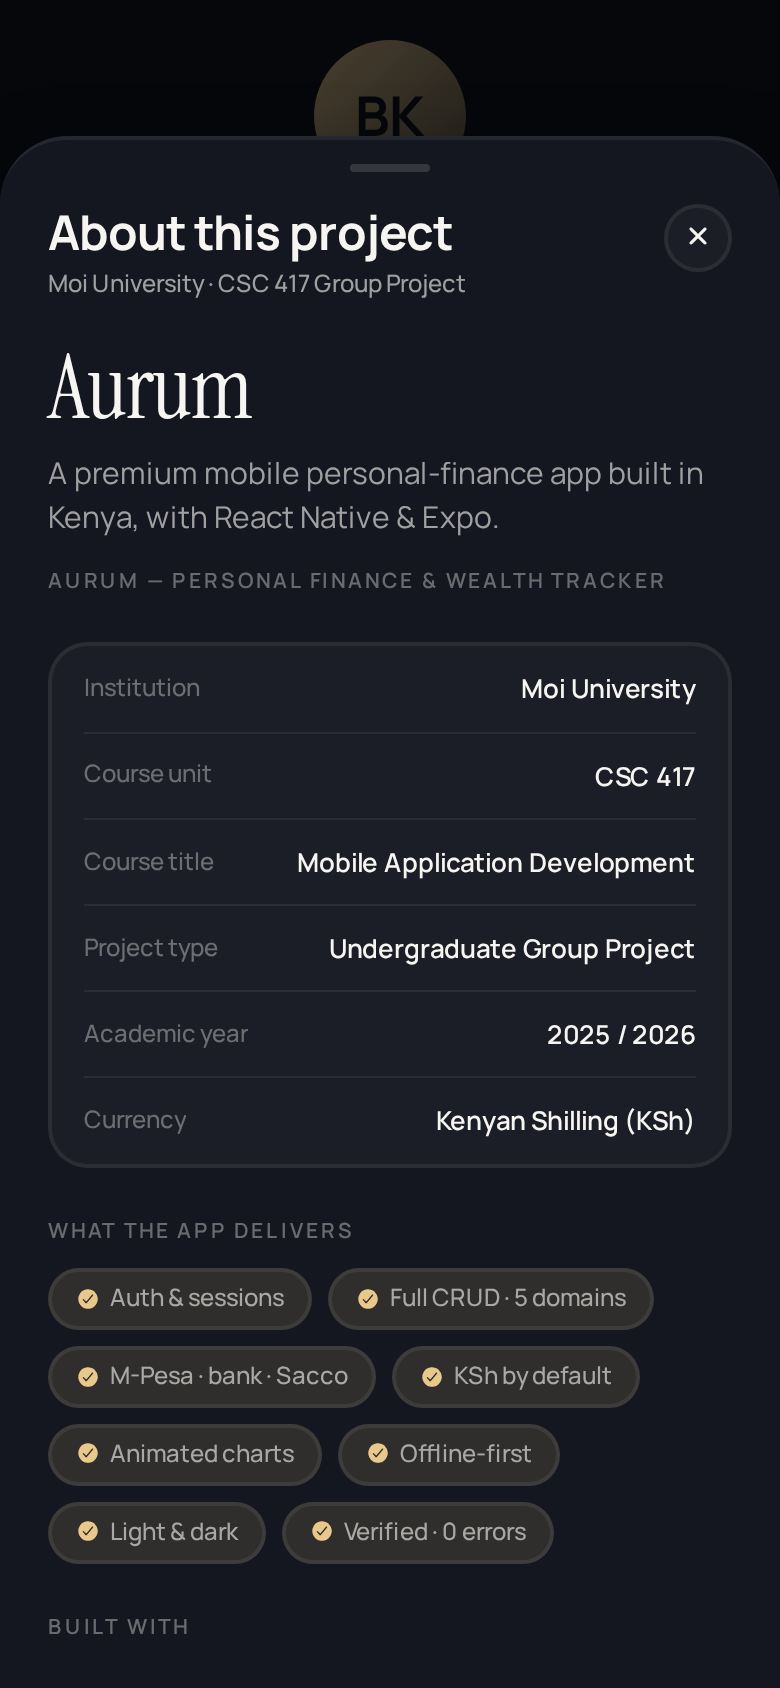 BK
About this project
Moi University · CSC 417 Group Project
Aurum
A premium mobile personal-finance app built in
Kenya, with React Native & Expo.
AURUM — PERSONAL FINANCE & WEALTH TRACKER
Institution Moi University
Course unit CSC 417
Course title Mobile Application Development
Project type Undergraduate Group Project
Academic year 2025 / 2026
Currency Kenyan Shilling (KSh)
WHAT THE APP DELIVERS
Auth & sessions Full CRUD · 5 domains
M-Pesa · bank · Sacco KSh by default
Animated charts Offline-first
Light & dark Verified · 0 errors
BUILT WITH